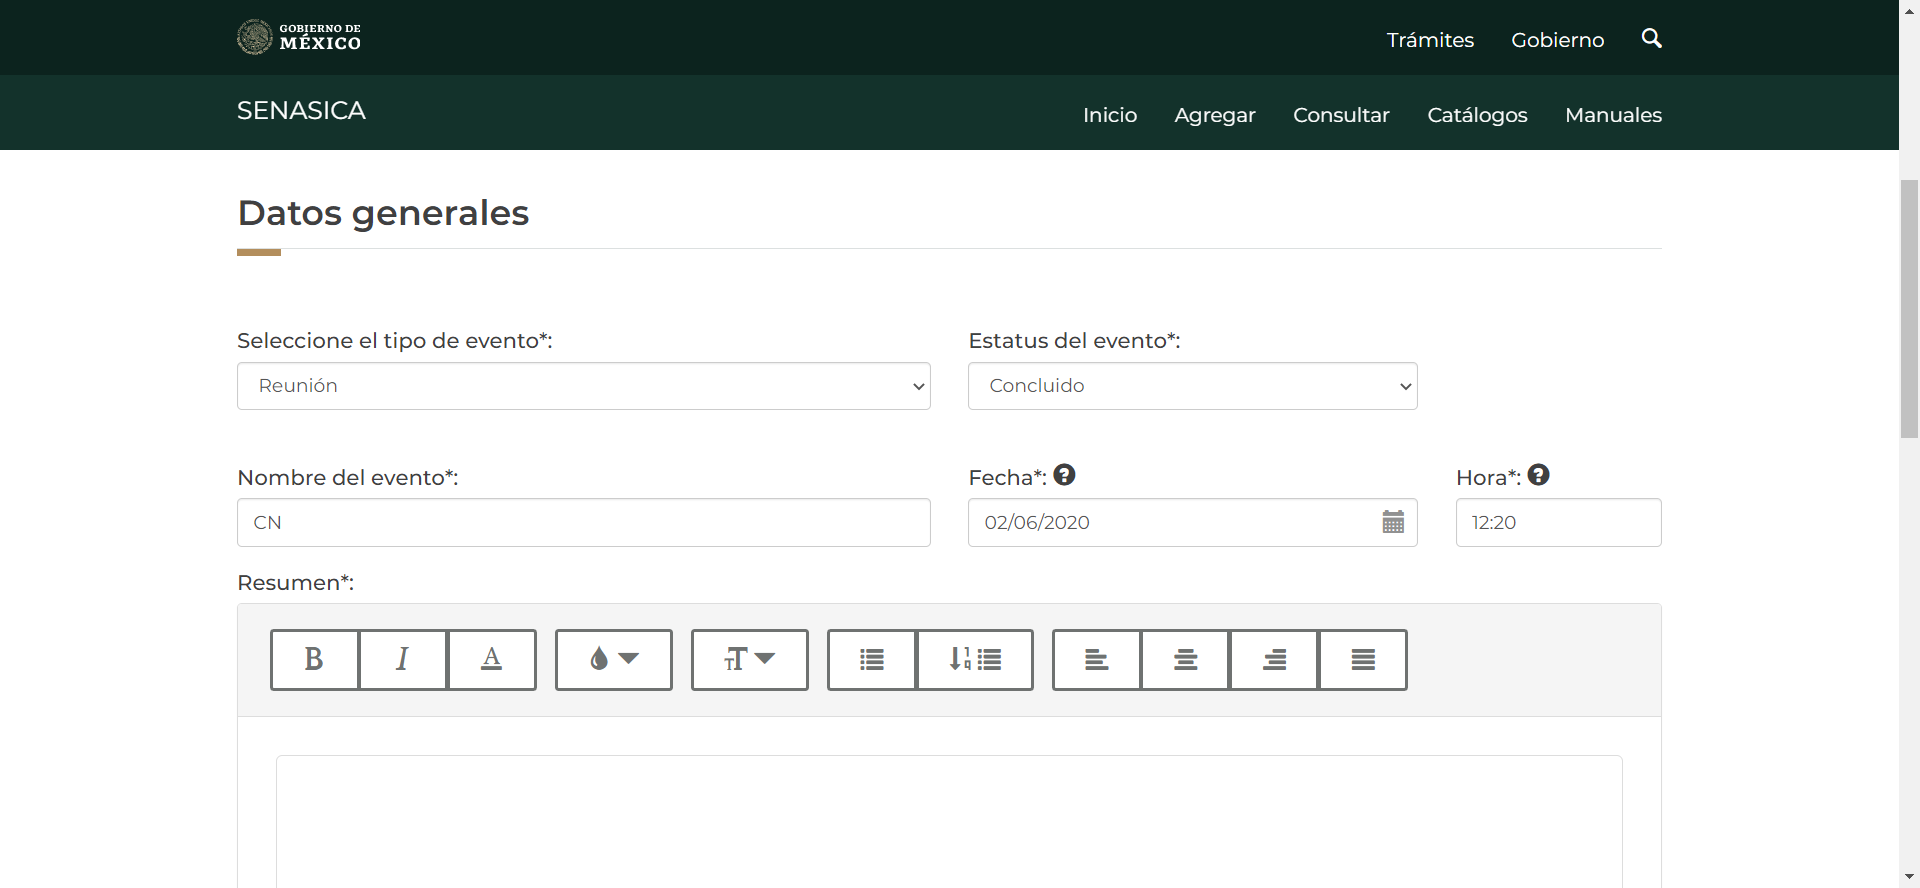 GOBIERNO DE
MÉXICO
Trámites Gobierno
SENASICA
Inicio Agregar Consultar Catálogos Manuales
Datos generales
Seleccione el tipo de evento*: Estatus del evento*:
Reunión Concluido
Nombre del evento*: Fecha*: Hora*:
CN 02/06/2020 12:20
Resumen*: